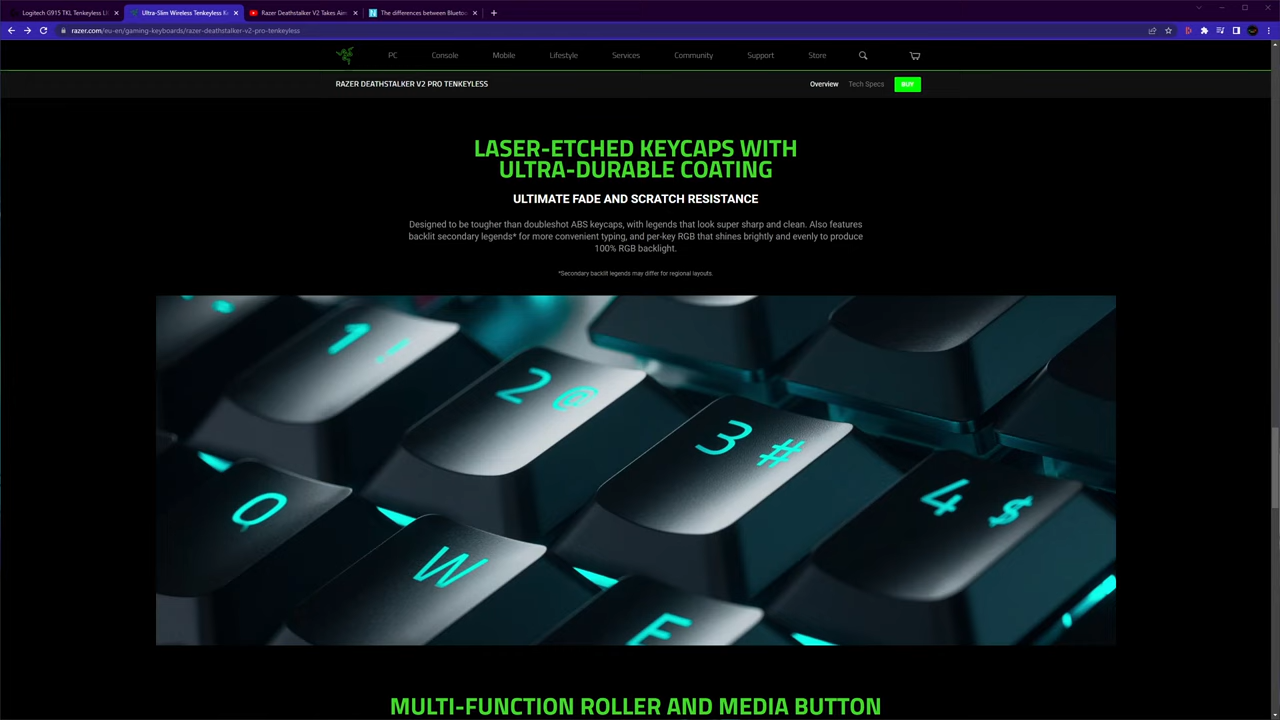 Logitech G915 TKL Tenkeyless LI
Ultra-Slim Wireless Tenkeyless K
Razer Deathstalker V2 Takes Aim
The differences between Blueto
razer.com/eu-en/gaming-keyboards/razer-deathstalker-v2-pro-tenkeyless
PC Console Mobile Lifestyle Services Community Support Store
RAZER DEATHSTALKER V2 PRO TENKEYLESS
Overview Tech Specs BUY
LASER-ETCHED KEYCAPS WITH
ULTRA-DURABLE COATING
ULTIMATE FADE AND SCRATCH RESISTANCE
Designed to be tougher than doubleshot ABS keycaps, with legends that look super sharp and clean. Also features
backlit secondary legends* for more convenient typing, and per-key RGB that shines brightly and evenly to produce
100% RGB backlight.
*Secondary backlit legends may differ for regional layouts.
1
2 @
3 #
4 $
Q
W
E
MULTI-FUNCTION ROLLER AND MEDIA BUTTON